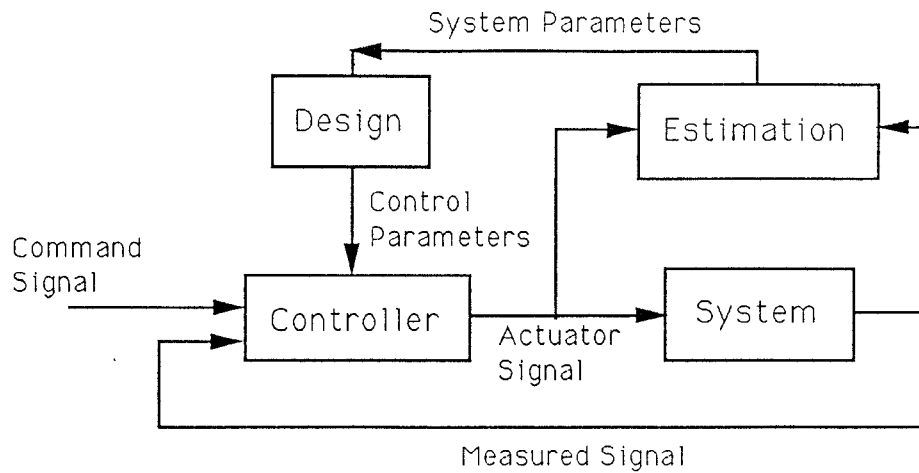 System Parameters
Design
Estimation
Control
Parameters
Command
Signal
Controller
System
Actuator
Signal
Measured Signal